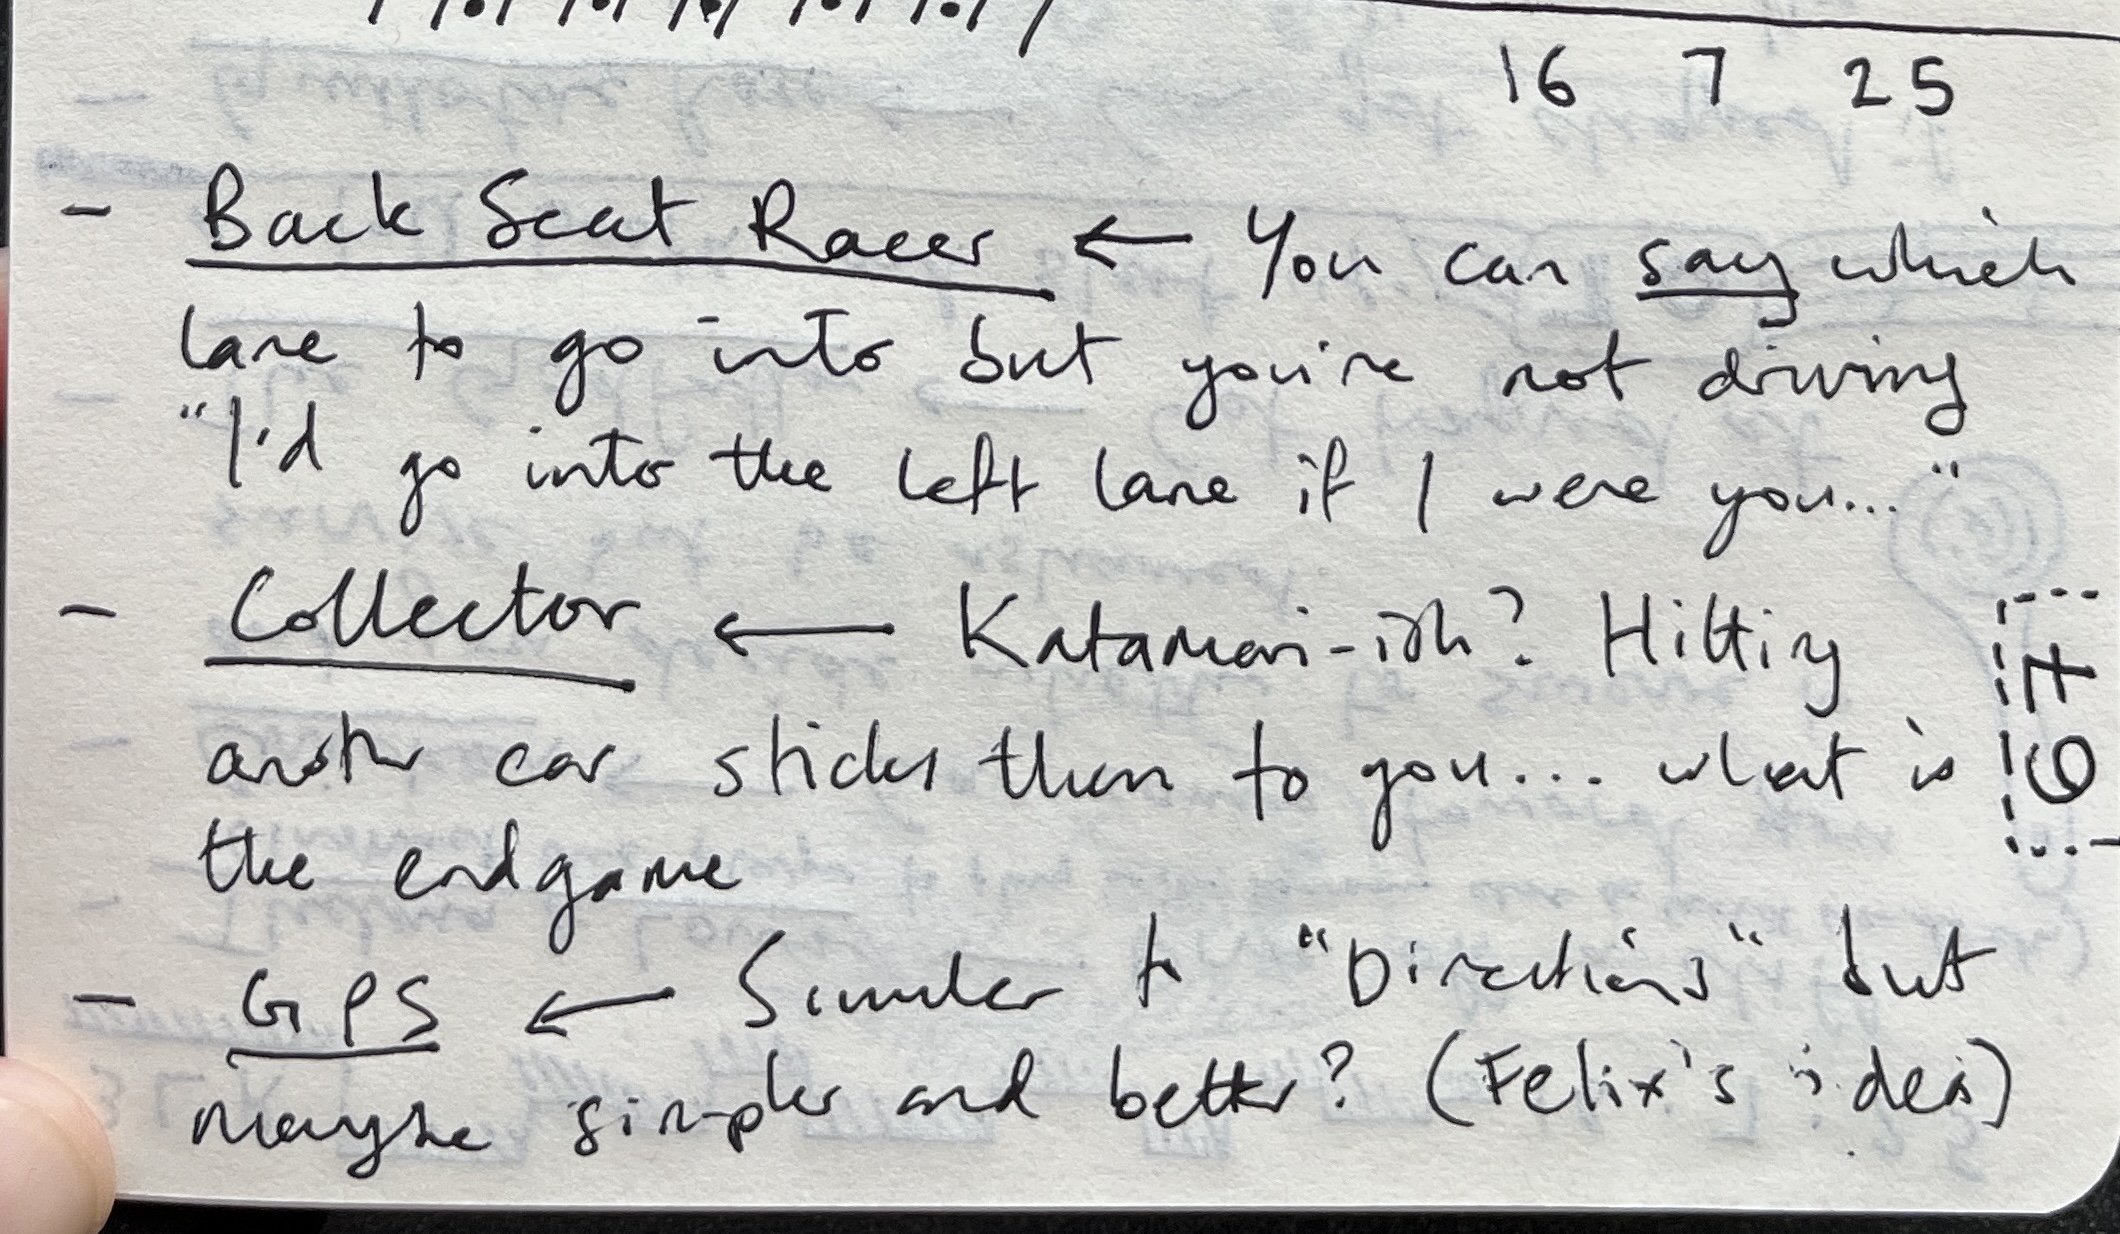 16 7 25
- Back Seat Racer ← You can say which
lane to go into but you're not driving
"I'd go into the left lane if I were you..."
- Collector ← Katamari-ish? Hitting
another car sticks them to you... what is
the endgame
- GPS ← Similar to "Directions" but
maybe simpler and better? (Felix's idea)